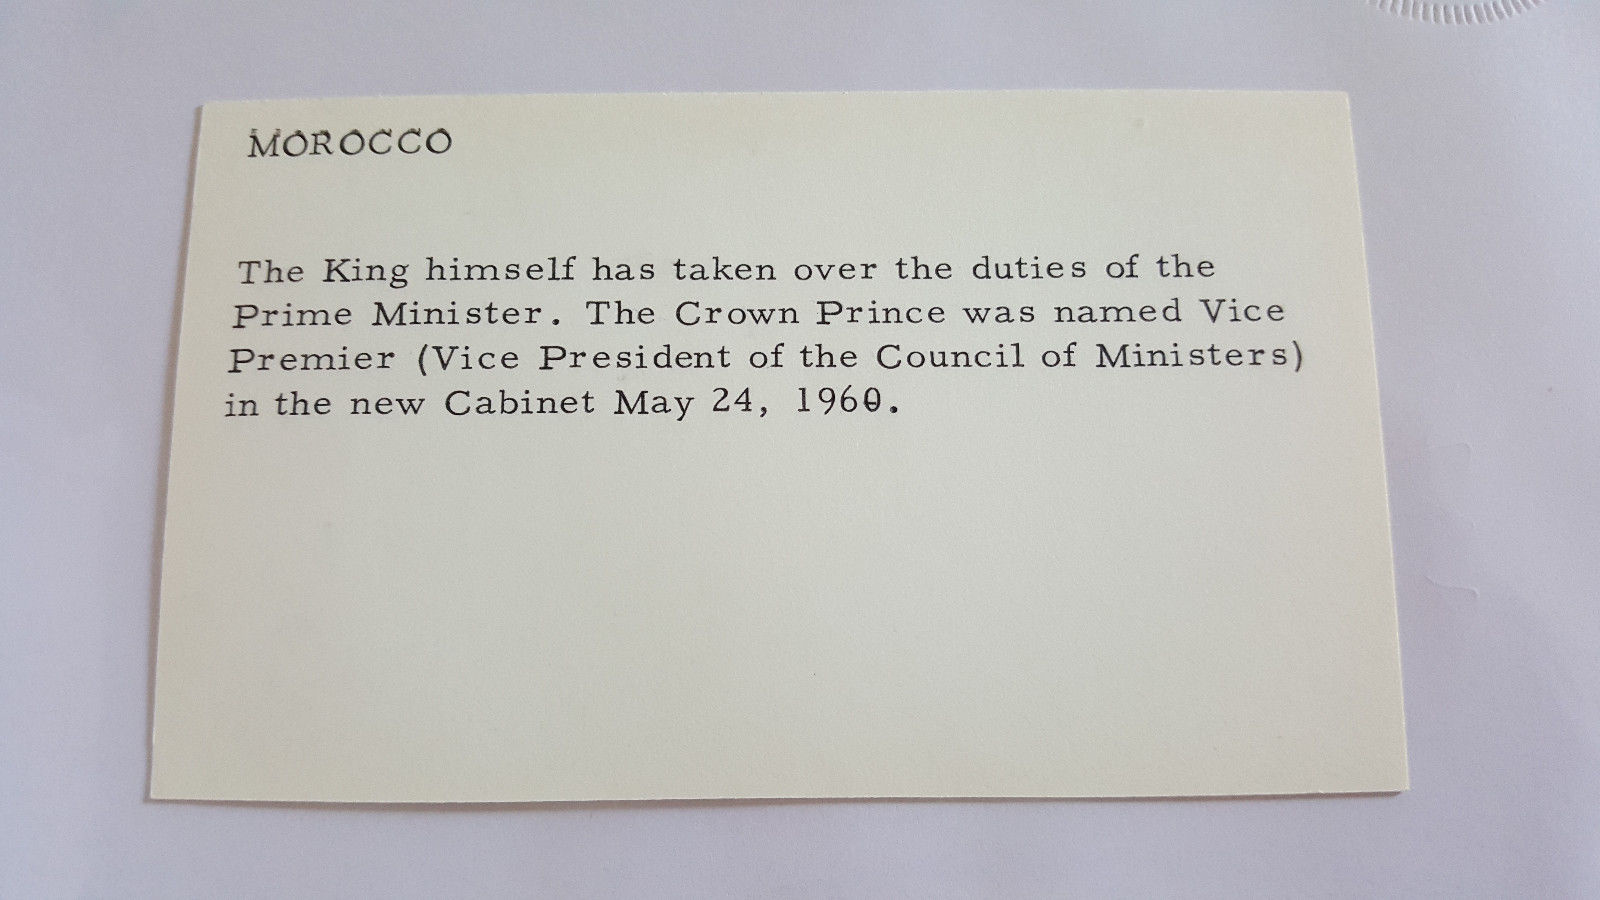 MOROCCO
The King himself has taken over the duties of the
Prime Minister. The Crown Prince was named Vice
Premier (Vice President of the Council of Ministers)
in the new Cabinet May 24, 1960.